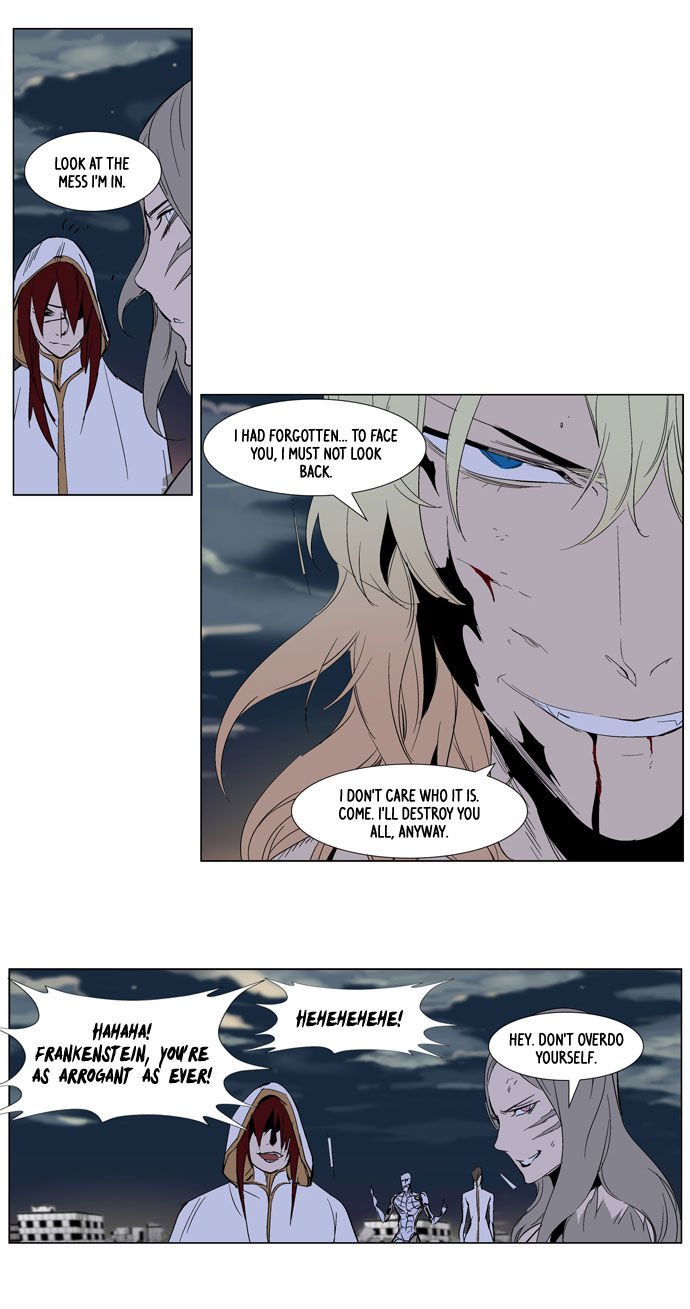 LOOK AT THE
MESS I'M IN.
I HAD FORGOTTEN... TO FACE
YOU, I MUST NOT LOOK
BACK.
I DON'T CARE WHO IT IS.
COME. I'LL DESTROY YOU
ALL, ANYWAY.
HAHAHA!
FRANKENSTEIN, YOU'RE
AS ARROGANT AS EVER!
HEHEHEHEHE!
HEY. DON'T OVERDO
YOURSELF.